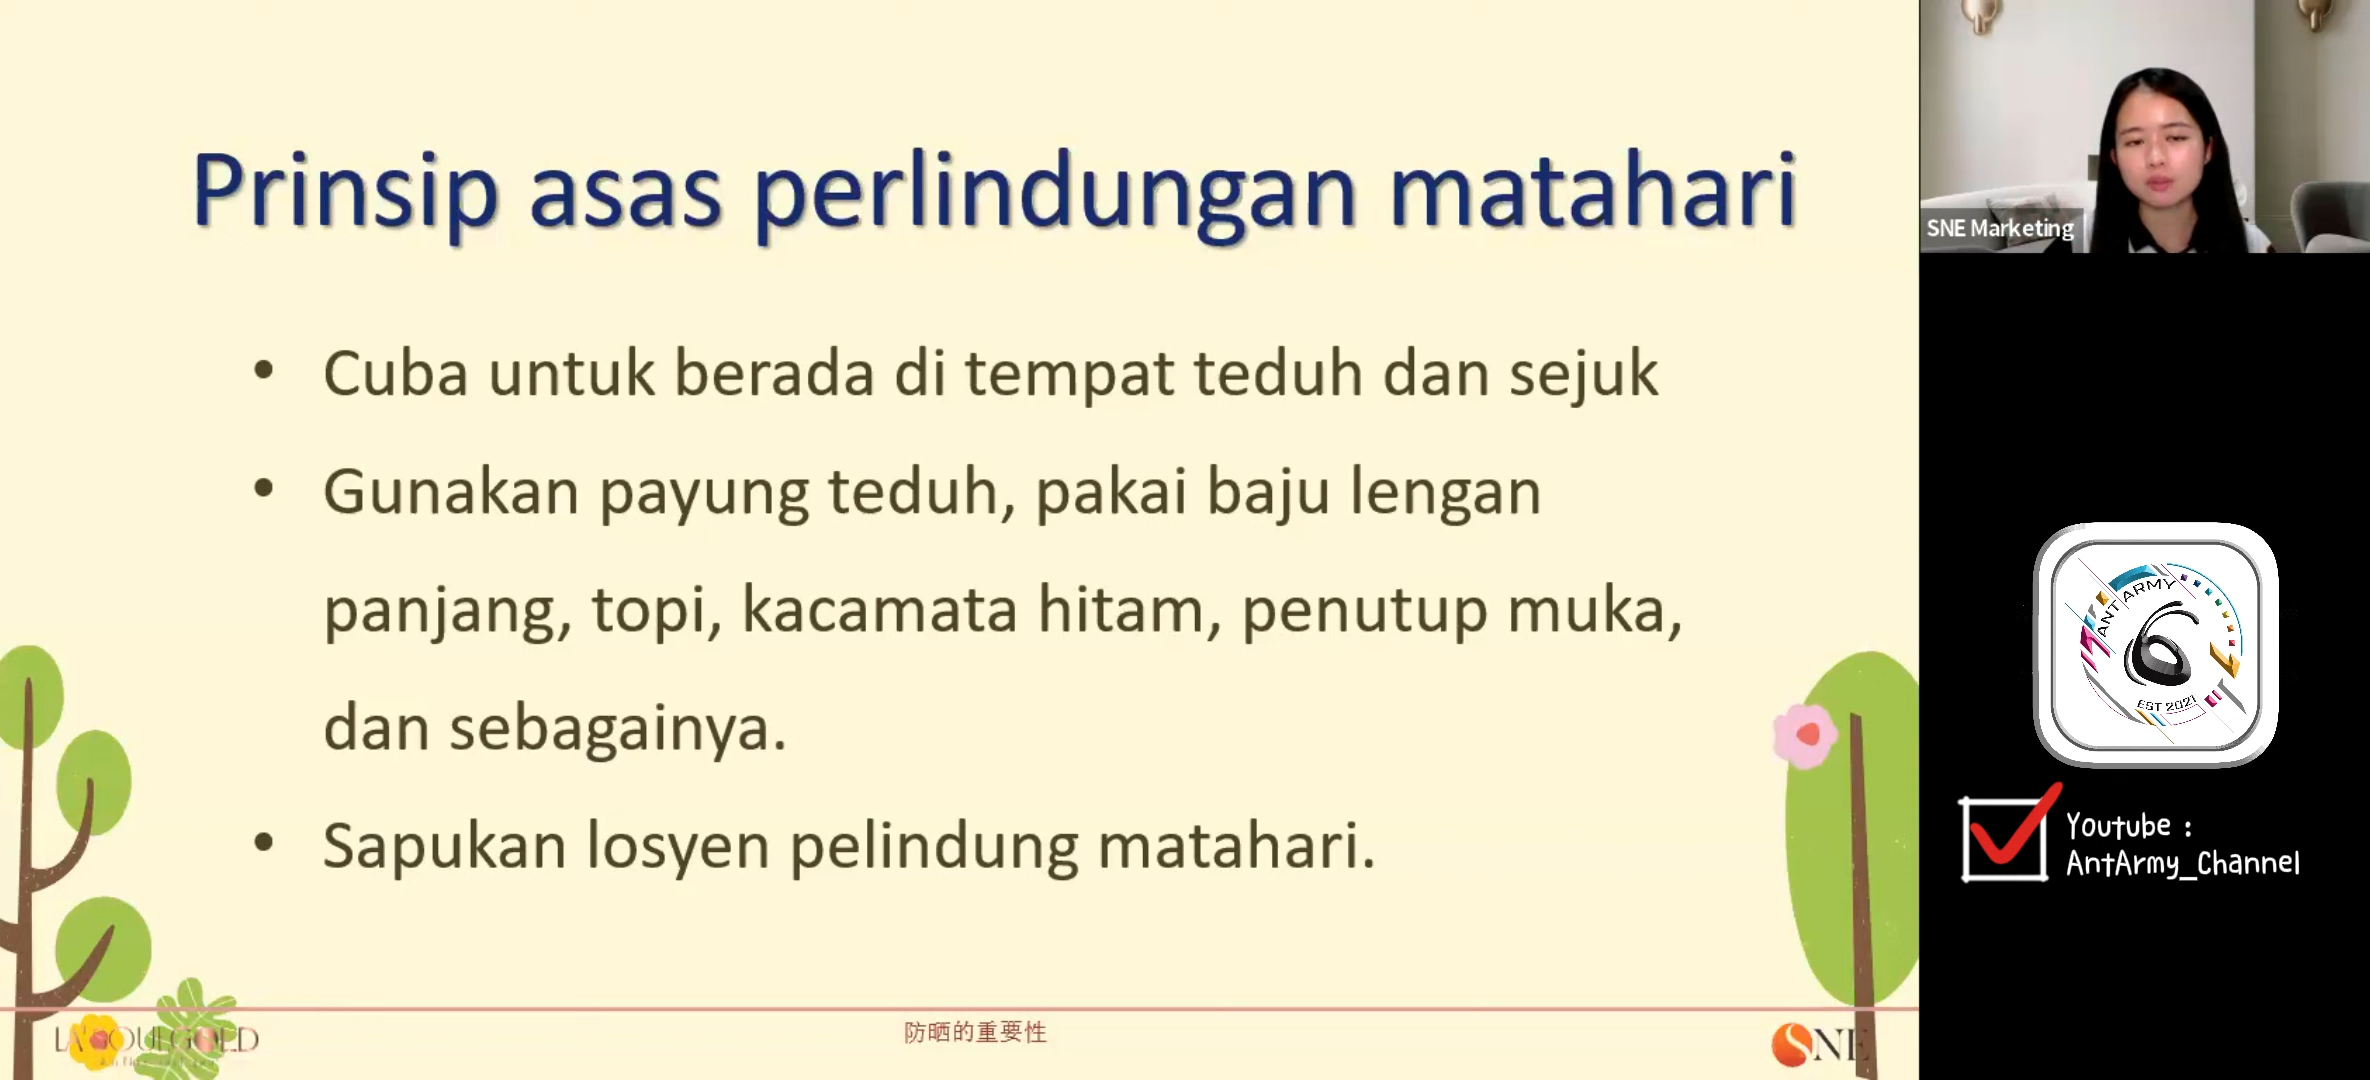 Prinsip asas perlindungan matahari
• Cuba untuk berada di tempat teduh dan sejuk
• Gunakan payung teduh, pakai baju lengan
panjang, topi, kacamata hitam, penutup muka,
dan sebagainya.
• Sapukan losyen pelindung matahari.
防晒的重要性
SNE
SNE Marketing
ANT ARMY
EST 2021
Youtube :
AntArmy_Channel